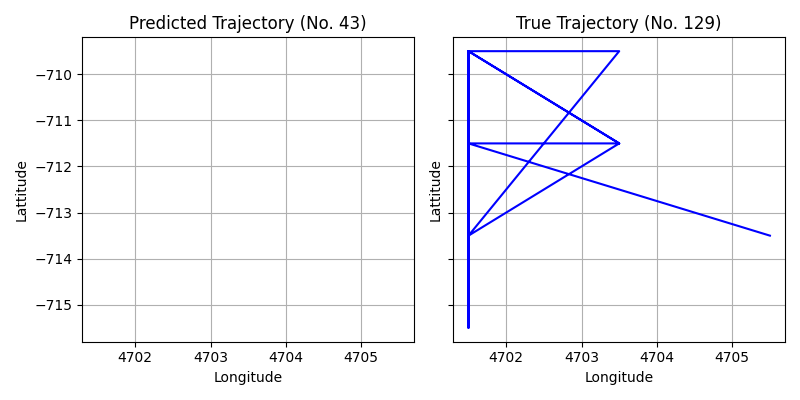 Predicted Trajectory (No. 43)
True Trajectory (No. 129)
Lattitude
−710
−711
−712
−713
−714
−715
4702 4703 4704 4705
Longitude
Lattitude
4702 4703 4704 4705
Longitude